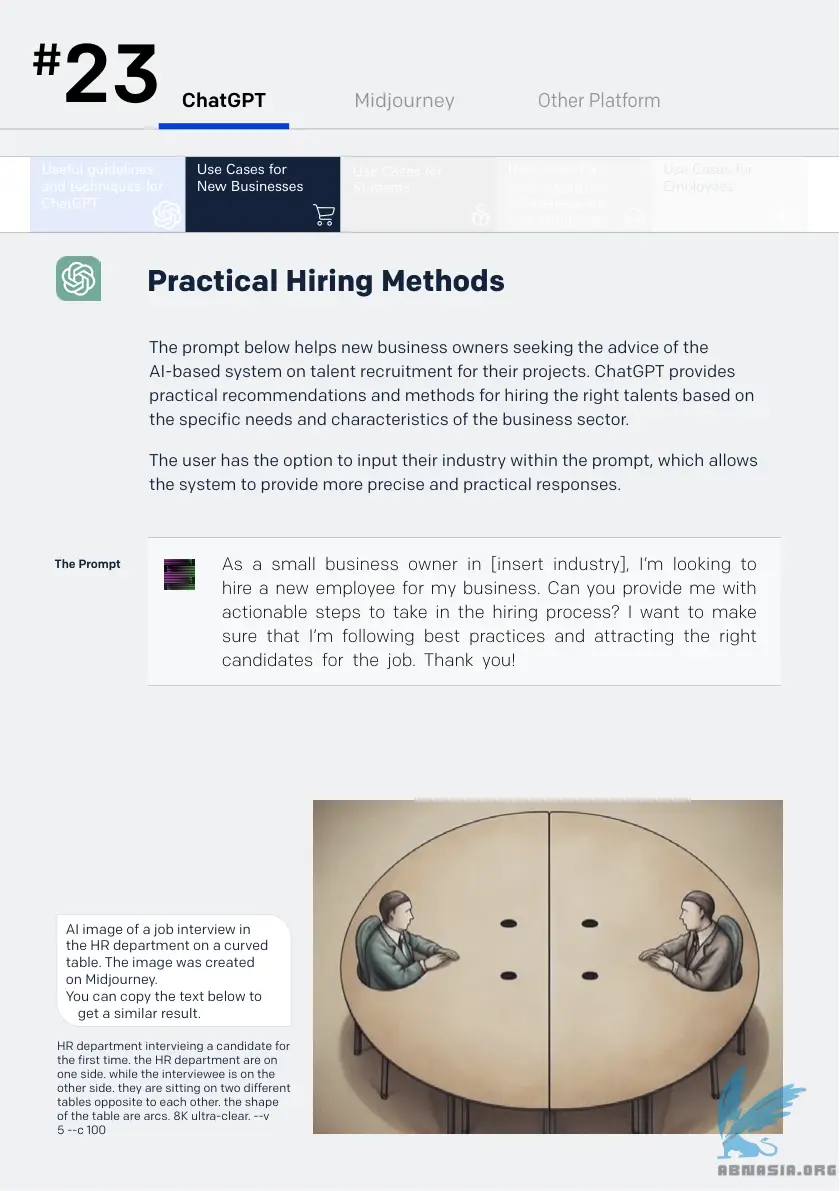 #23
ChatGPT
Midjourney
Other Platform
Useful guidelines
and techniques for
ChatGPT
Use Cases for
New Businesses
Use Cases for
Students
Use Cases for
Employees
Practical Hiring Methods
The prompt below helps new business owners seeking the advice of the
AI-based system on talent recruitment for their projects. ChatGPT provides
practical recommendations and methods for hiring the right talents based on
the specific needs and characteristics of the business sector.
The user has the option to input their industry within the prompt, which allows
the system to provide more precise and practical responses.
The Prompt
As a small business owner in [insert industry], I'm looking to
hire a new employee for my business. Can you provide me with
actionable steps to take in the hiring process? I want to make
sure that I'm following best practices and attracting the right
candidates for the job. Thank you!
AI image of a job interview in
the HR department on a curved
table. The image was created
on Midjourney.
You can copy the text below to
get a similar result.
HR department intervieing a candidate for
the first time. the HR department are on
one side. while the interviewee is on the
other side. they are sitting on two different
tables opposite to each other. the shape
of the table are arcs. 8K ultra-clear. --v
5 --c 100
ABNASIA.ORG